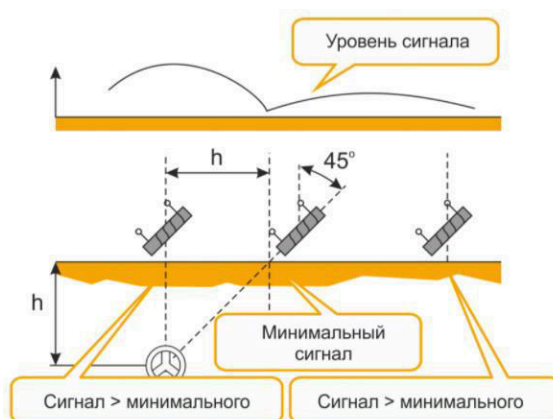 Уровень сигнала
h
45°
h
Минимальный
сигнал
Сигнал > минимального
Сигнал > минимального